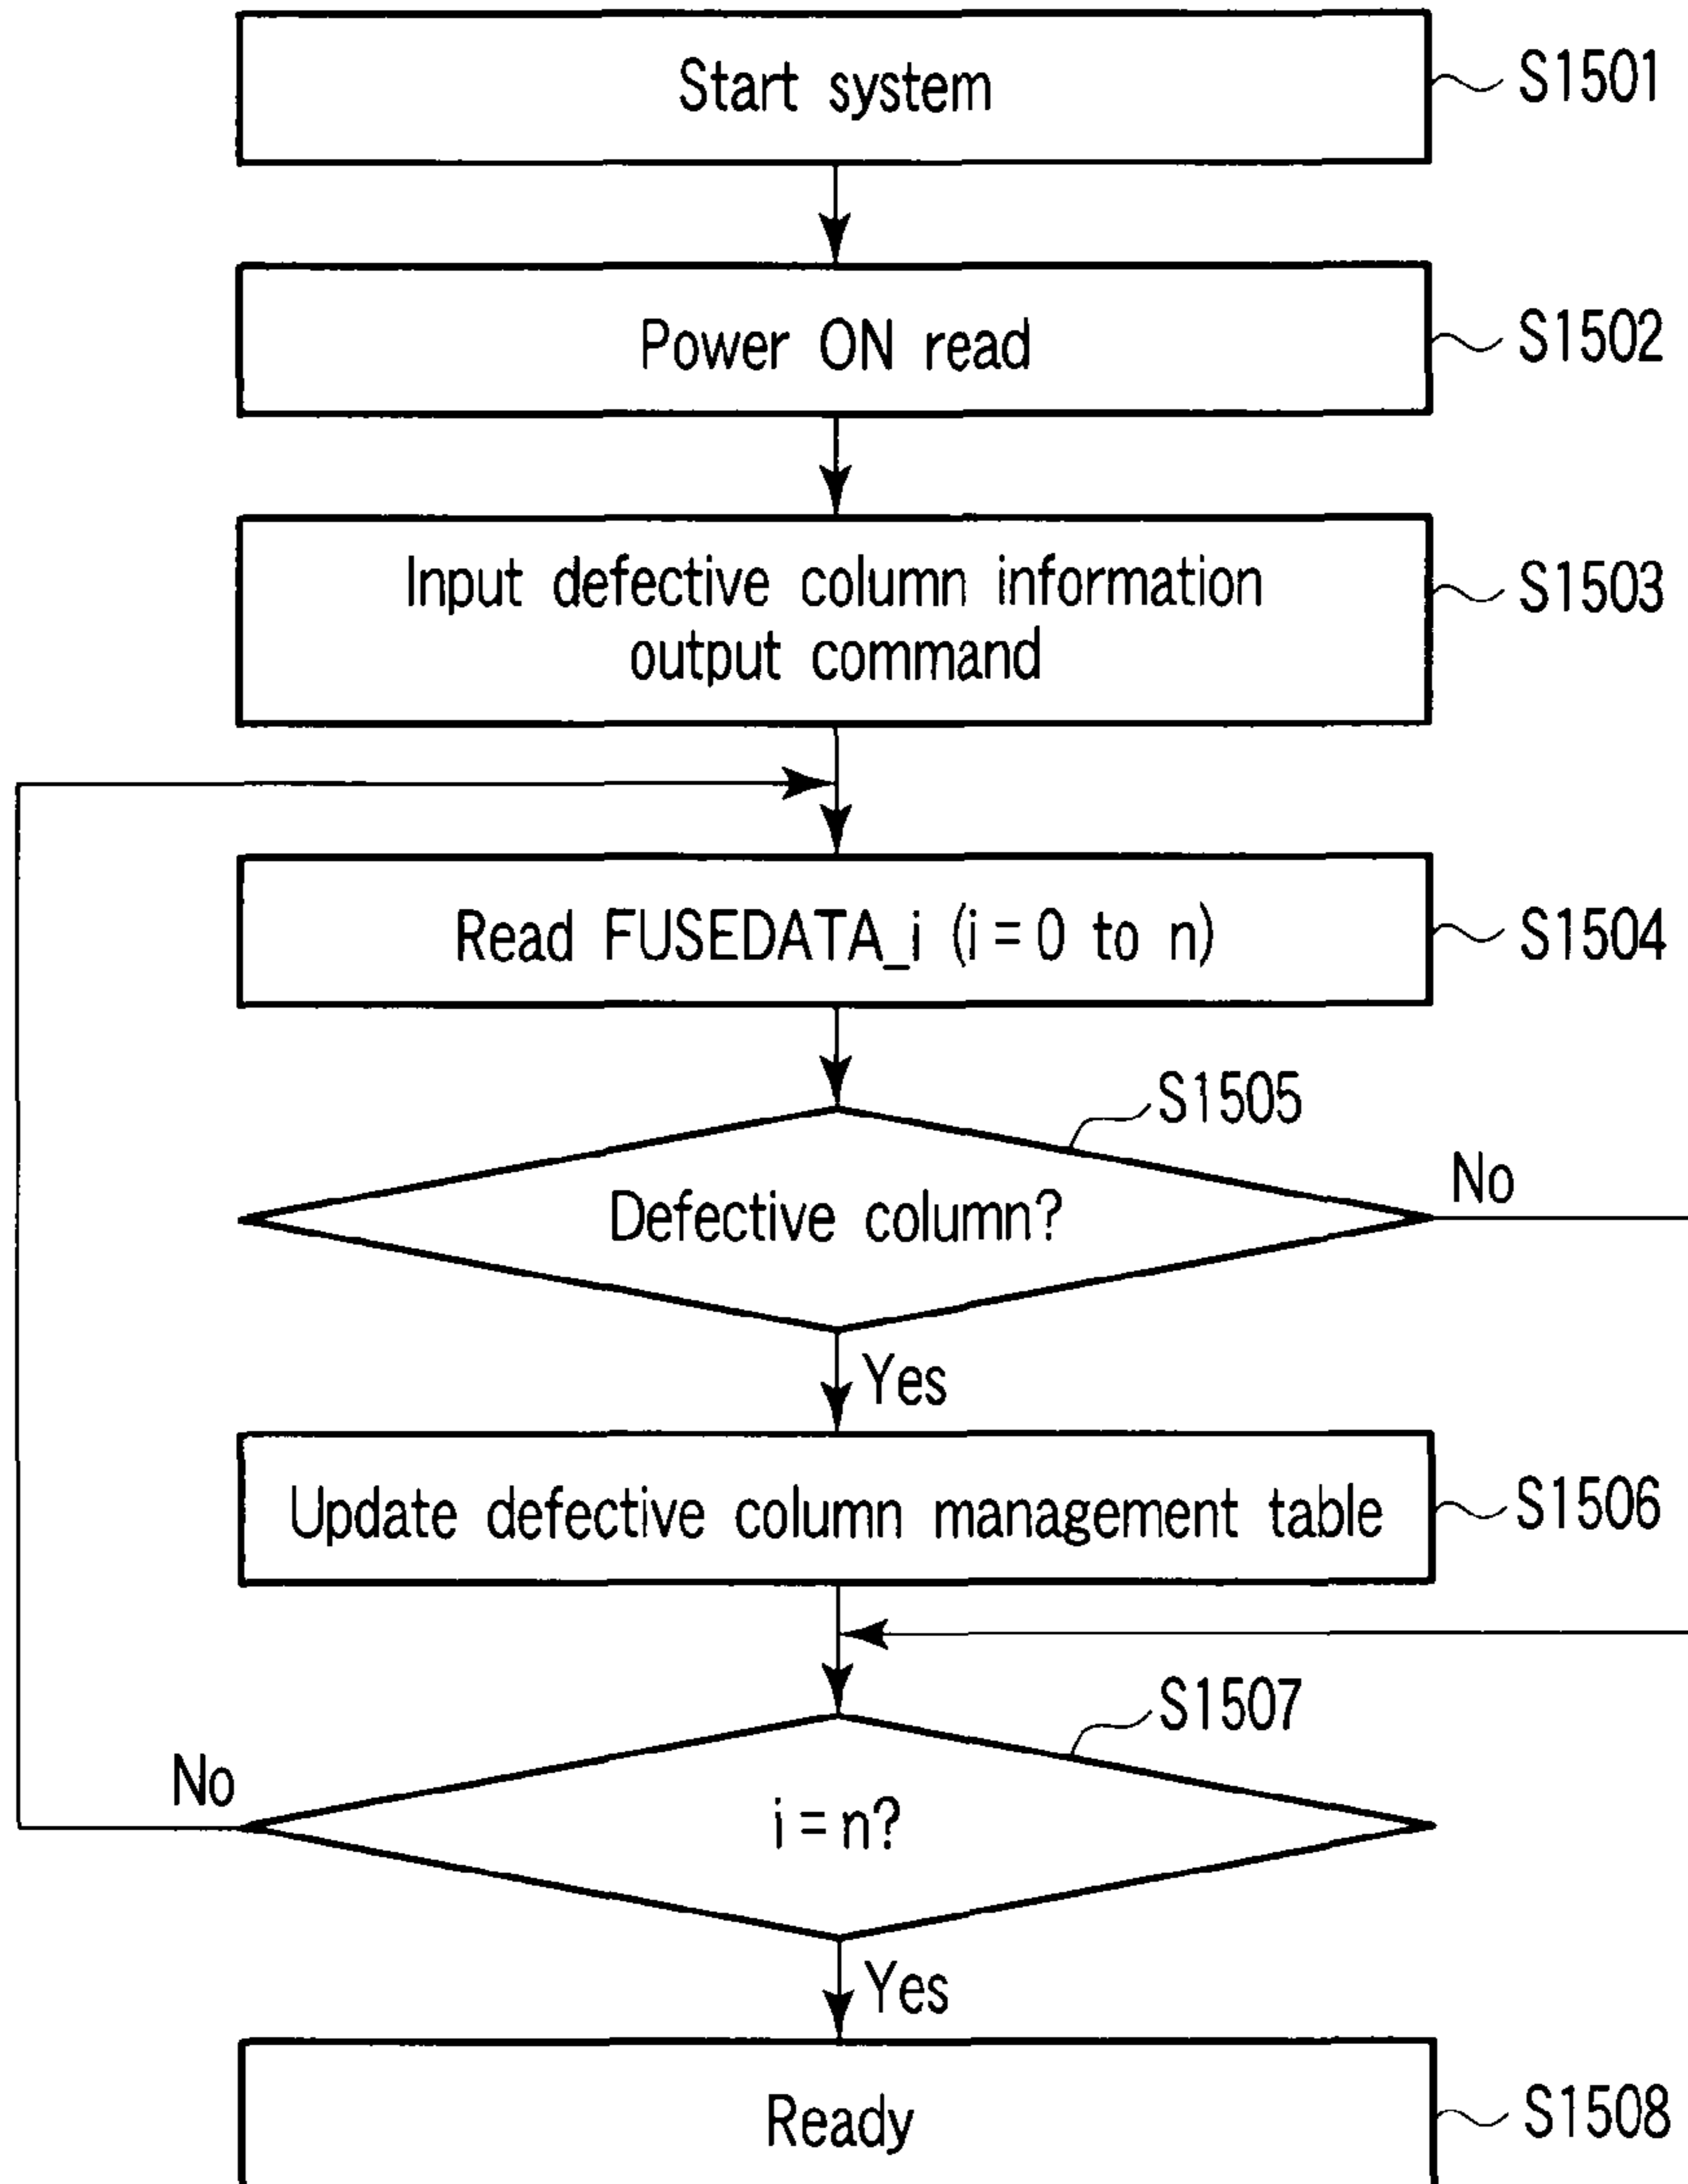 Start system
S1501
Power ON read
S1502
Input defective column information
output command
S1503
Read FUSEDATA_i (i = 0 to n)
S1504
S1505
Defective column?
No
Yes
Update defective column management table
S1506
S1507
No
i = n?
Yes
Ready
S1508